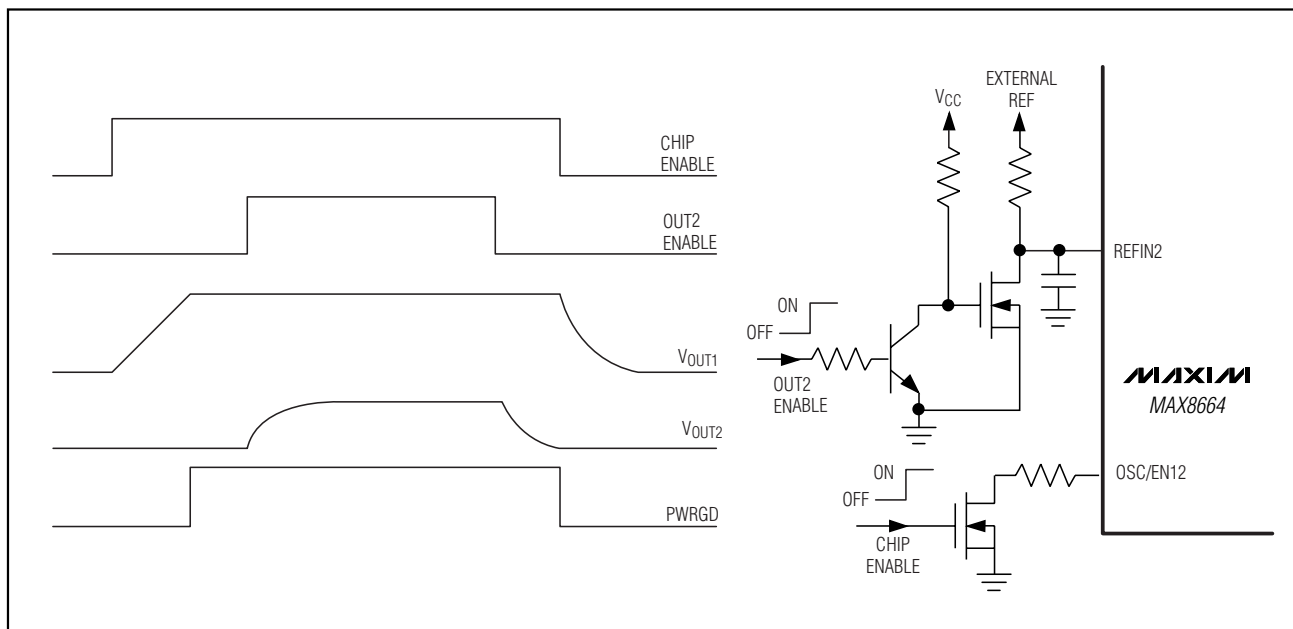 CHIP
ENABLE
OUT2
ENABLE
VOUT1
VOUT2
PWRGD
VCC
EXTERNAL
REF
REFIN2
ON
OFF
OUT2
ENABLE
MAXIM
MAX8664
OSC/EN12
ON
OFF
CHIP
ENABLE